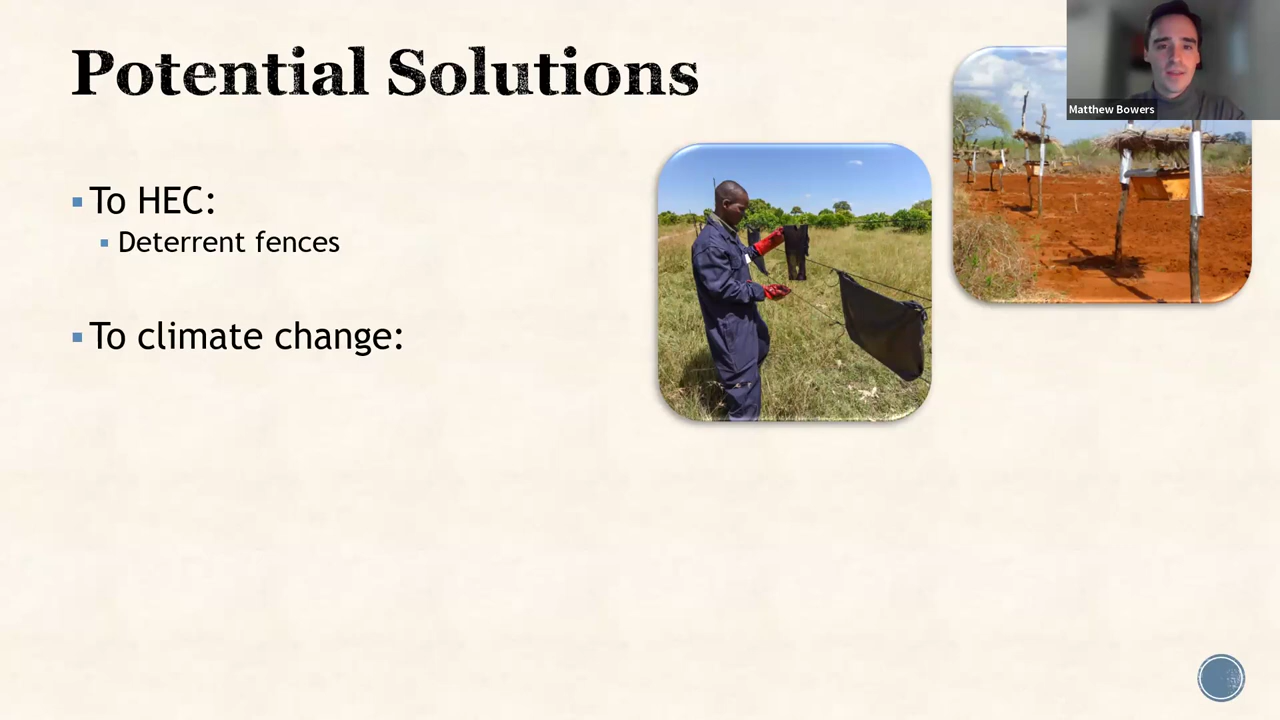 Potential Solutions
Matthew Bowers
To HEC:
Deterrent fences
To climate change: